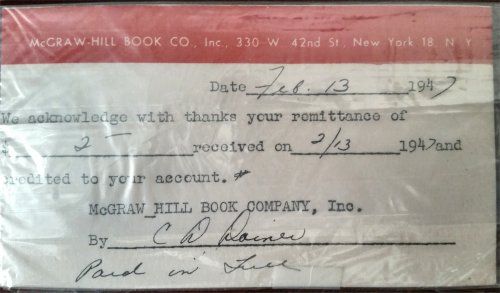 McGRAW-HILL BOOK CO., Inc., 330 W 42nd St., New York 18, N Y
Date Feb. 13 1947
We acknowledge with thanks your remittance of
$ 2- received on 2/13 1947 and
credited to your account. *
McGRAW HILL BOOK COMPANY, Inc.
By C D
Paid in Full